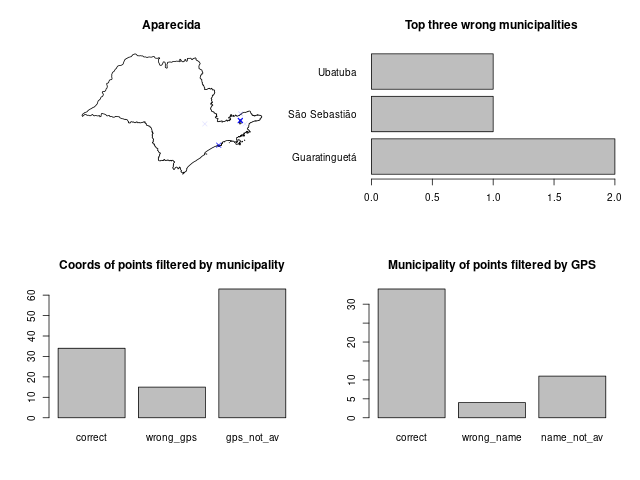 Aparecida
Top three wrong municipalities
Ubatuba
São Sebastião
Guaratinguetá
0.0 0.5 1.0 1.5 2.0
Coords of points filtered by municipality
60
50
40
30
20
10
0
correct wrong_gps gps_not_av
Municipality of points filtered by GPS
30
20
10
5
0
correct wrong_name name_not_av